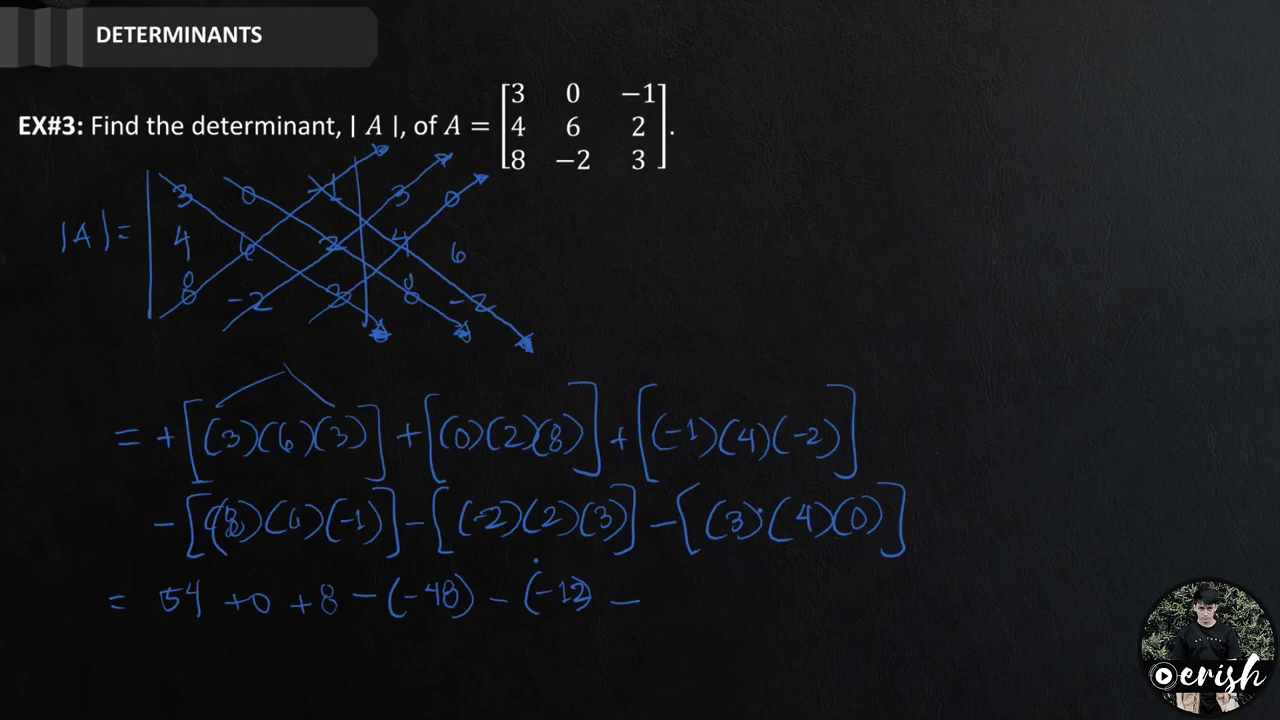 DETERMINANTS
EX#3: Find the determinant, | A |, of A = [3 0 −1
4 6 2
8 −2 3].
|A| = | 3 0 -1 | 3 0
4 6 2 | 4 6
8 -2 3 | 8 -2
= + [(3)(6)(3)] + [(0)(2)(8)] + [(-1)(4)(-2)]
- [(8)(6)(-1)] - [(-2)(2)(3)] - [(3)(4)(0)]
= 54 + 0 + 8 - (-48) - (-12) -
erish